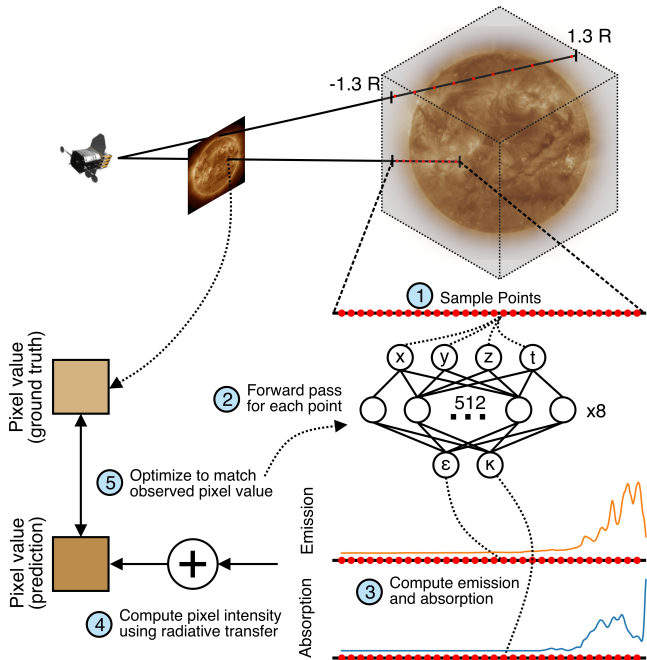 1.3 R
-1.3 R
1
Sample Points
x
y
z
t
2
Forward pass
for each point
512
x8
ε
κ
Pixel value
(ground truth)
5
Optimize to match
observed pixel value
Pixel value
(prediction)
+
4
Compute pixel intensity
using radiative transfer
Emission
3
Compute emission
and absorption
Absorption